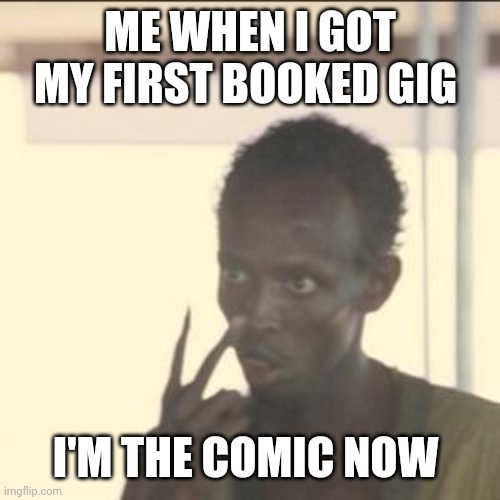 ME WHEN I GOT
MY FIRST BOOKED GIG
I'M THE COMIC NOW
imgflip.com